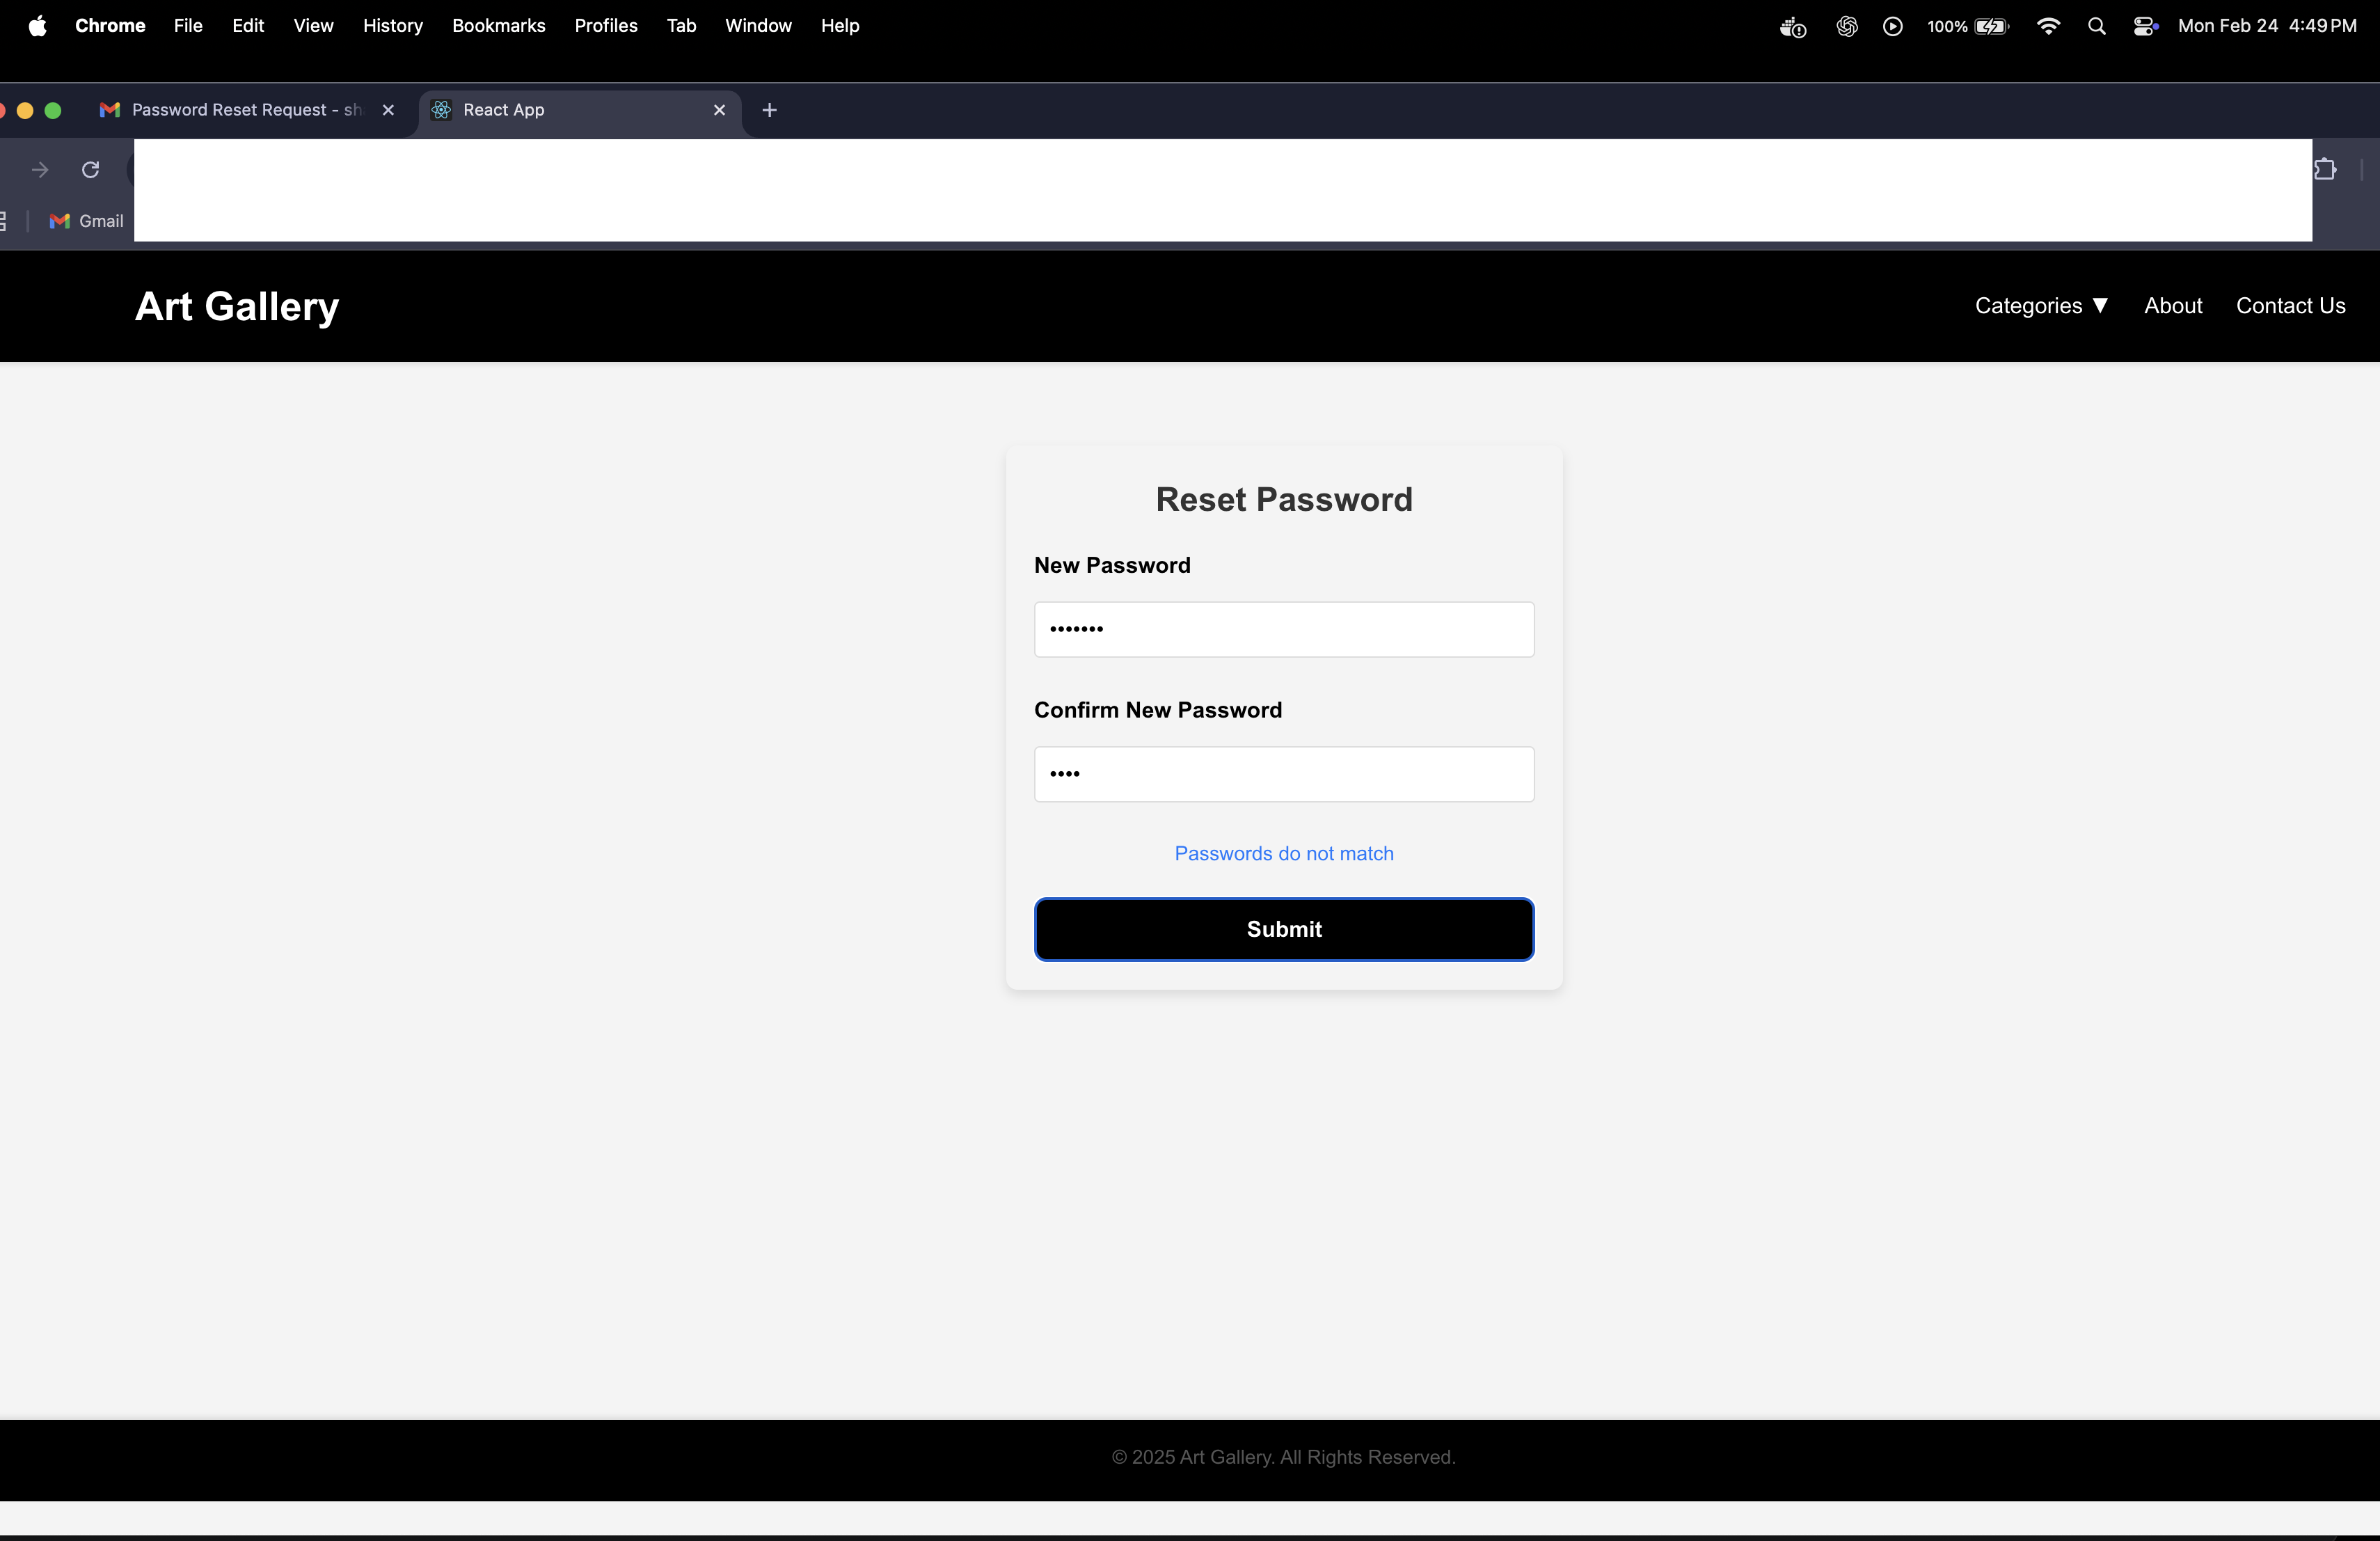 Chrome File Edit View History Bookmarks Profiles Tab Window Help 100% Mon Feb 24 4:49 PM
Password Reset Request - sh React App
Gmail
Art Gallery Categories ▼ About Contact Us
Reset Password
New Password
•••••••
Confirm New Password
••••
Passwords do not match
Submit
© 2025 Art Gallery. All Rights Reserved.